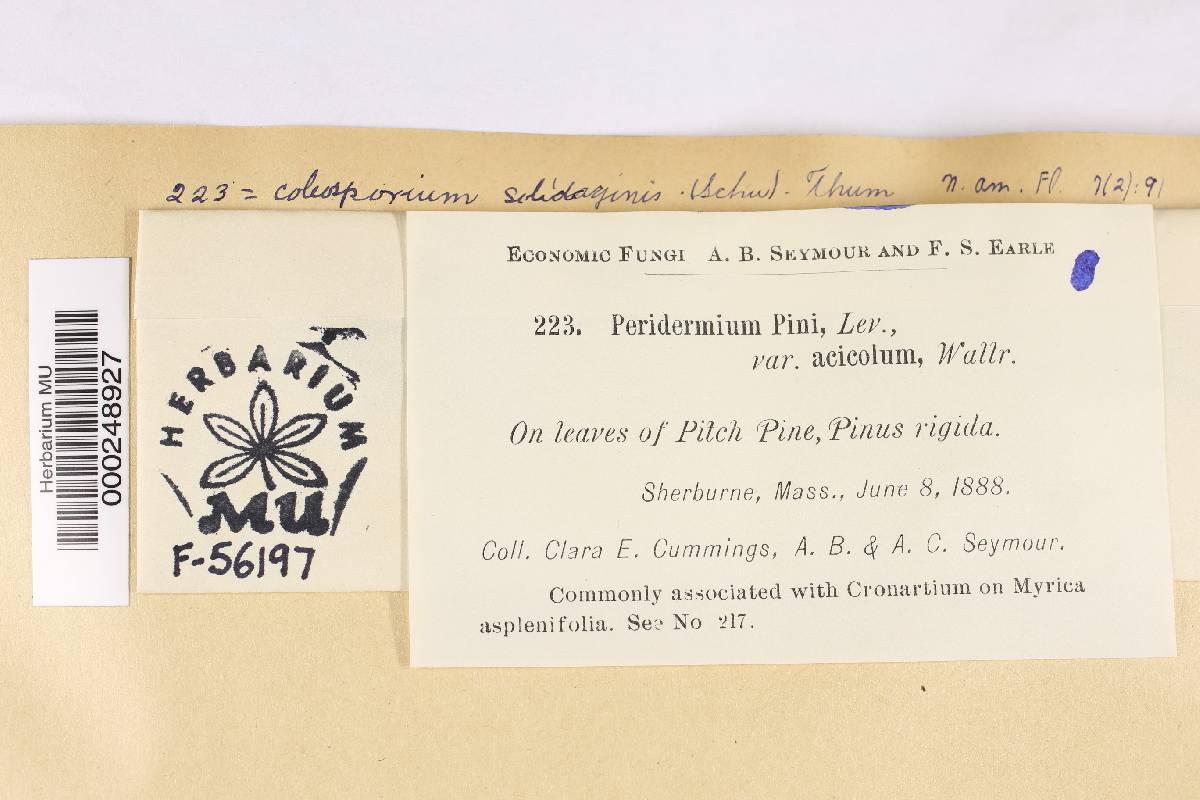 223 = coleosporium solidaginis (Schw). Thum n. am. Fl. 7(2): 91
ECONOMIC FUNGI A. B. SEYMOUR AND F. S. EARLE
223. Peridermium Pini, Lev.,
var. acicolum, Wallr.
On leaves of Pitch Pine, Pinus rigida.
Sherburne, Mass., June 8, 1888.
Coll. Clara E. Cummings, A. B. & A. C. Seymour.
Commonly associated with Cronartium on Myrica
asplenifolia. See No 217.
HERBARIUM
MU
F-56197
Herbarium MU
000248927